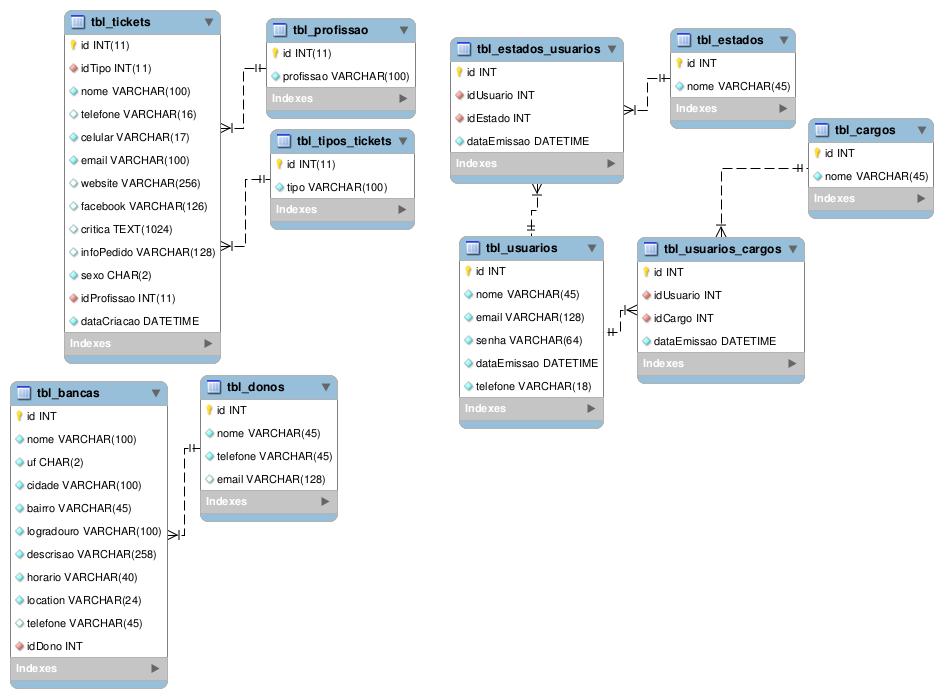 tbl_tickets
id INT(11)
idTipo INT(11)
nome VARCHAR(100)
telefone VARCHAR(16)
celular VARCHAR(17)
email VARCHAR(100)
website VARCHAR(256)
facebook VARCHAR(126)
critica TEXT(1024)
infoPedido VARCHAR(128)
sexo CHAR(2)
idProfissao INT(11)
dataCriacao DATETIME
Indexes
tbl_profissao
id INT(11)
profissao VARCHAR(100)
Indexes
tbl_tipos_tickets
id INT(11)
tipo VARCHAR(100)
Indexes
tbl_estados_usuarios
id INT
idUsuario INT
idEstado INT
dataEmissao DATETIME
Indexes
tbl_estados
id INT
nome VARCHAR(45)
Indexes
tbl_cargos
id INT
nome VARCHAR(45)
Indexes
tbl_usuarios
id INT
nome VARCHAR(45)
email VARCHAR(128)
senha VARCHAR(64)
dataEmissao DATETIME
telefone VARCHAR(18)
Indexes
tbl_usuarios_cargos
id INT
idUsuario INT
idCargo INT
dataEmissao DATETIME
Indexes
tbl_bancas
id INT
nome VARCHAR(100)
uf CHAR(2)
cidade VARCHAR(100)
bairro VARCHAR(45)
logradouro VARCHAR(100)
descrisao VARCHAR(258)
horario VARCHAR(40)
location VARCHAR(24)
telefone VARCHAR(45)
idDono INT
Indexes
tbl_donos
id INT
nome VARCHAR(45)
telefone VARCHAR(45)
email VARCHAR(128)
Indexes